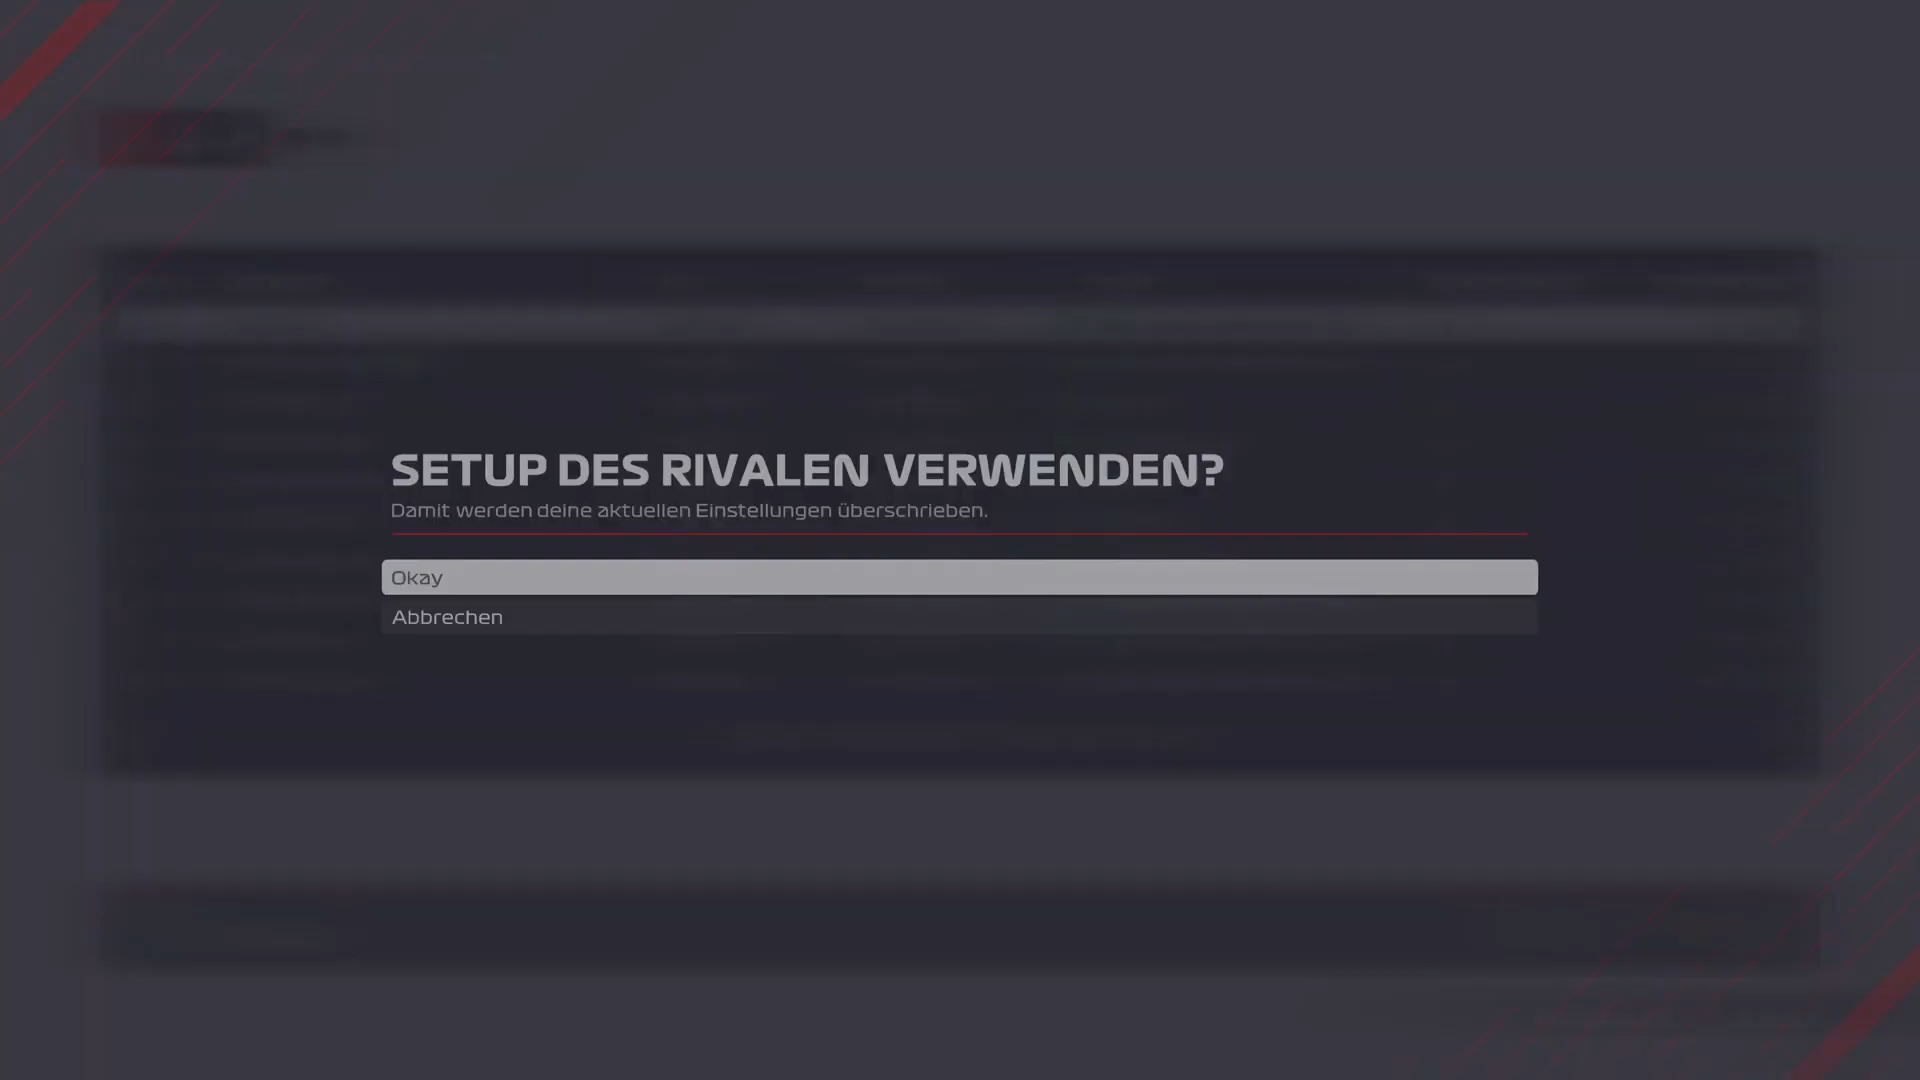 SETUP DES RIVALEN VERWENDEN?
Damit werden deine aktuellen Einstellungen überschrieben.
Okay
Abbrechen